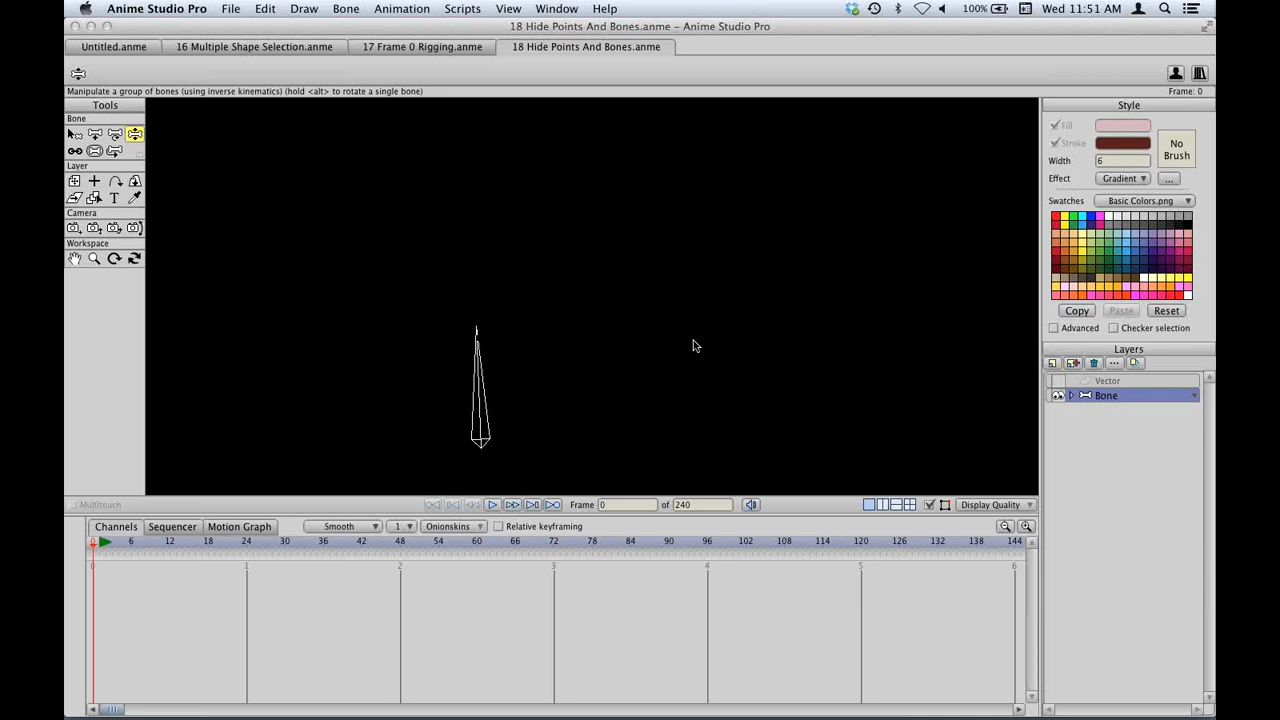 Anime Studio Pro File Edit Draw Bone Animation Scripts View Window Help 100% Wed 11:51 AM
18 Hide Points And Bones.anme – Anime Studio Pro
Untitled.anme 16 Multiple Shape Selection.anme 17 Frame 0 Rigging.anme 18 Hide Points And Bones.anme
Manipulate a group of bones (using inverse kinematics) (hold <alt> to rotate a single bone) Frame: 0
Tools
Bone
Layer
Camera
Workspace
Style
Fill
Stroke
No Brush
Width 6
Effect Gradient ...
Swatches Basic Colors.png
Copy Paste Reset
Advanced Checker selection
Layers
Vector
Bone
Multitouch Frame 0 of 240 Display Quality
Channels Sequencer Motion Graph Smooth 1 Onionskins Relative keyframing
0 6 12 18 24 30 36 42 48 54 60 66 72 78 84 90 96 102 108 114 120 126 132 138 144
0 1 2 3 4 5 6